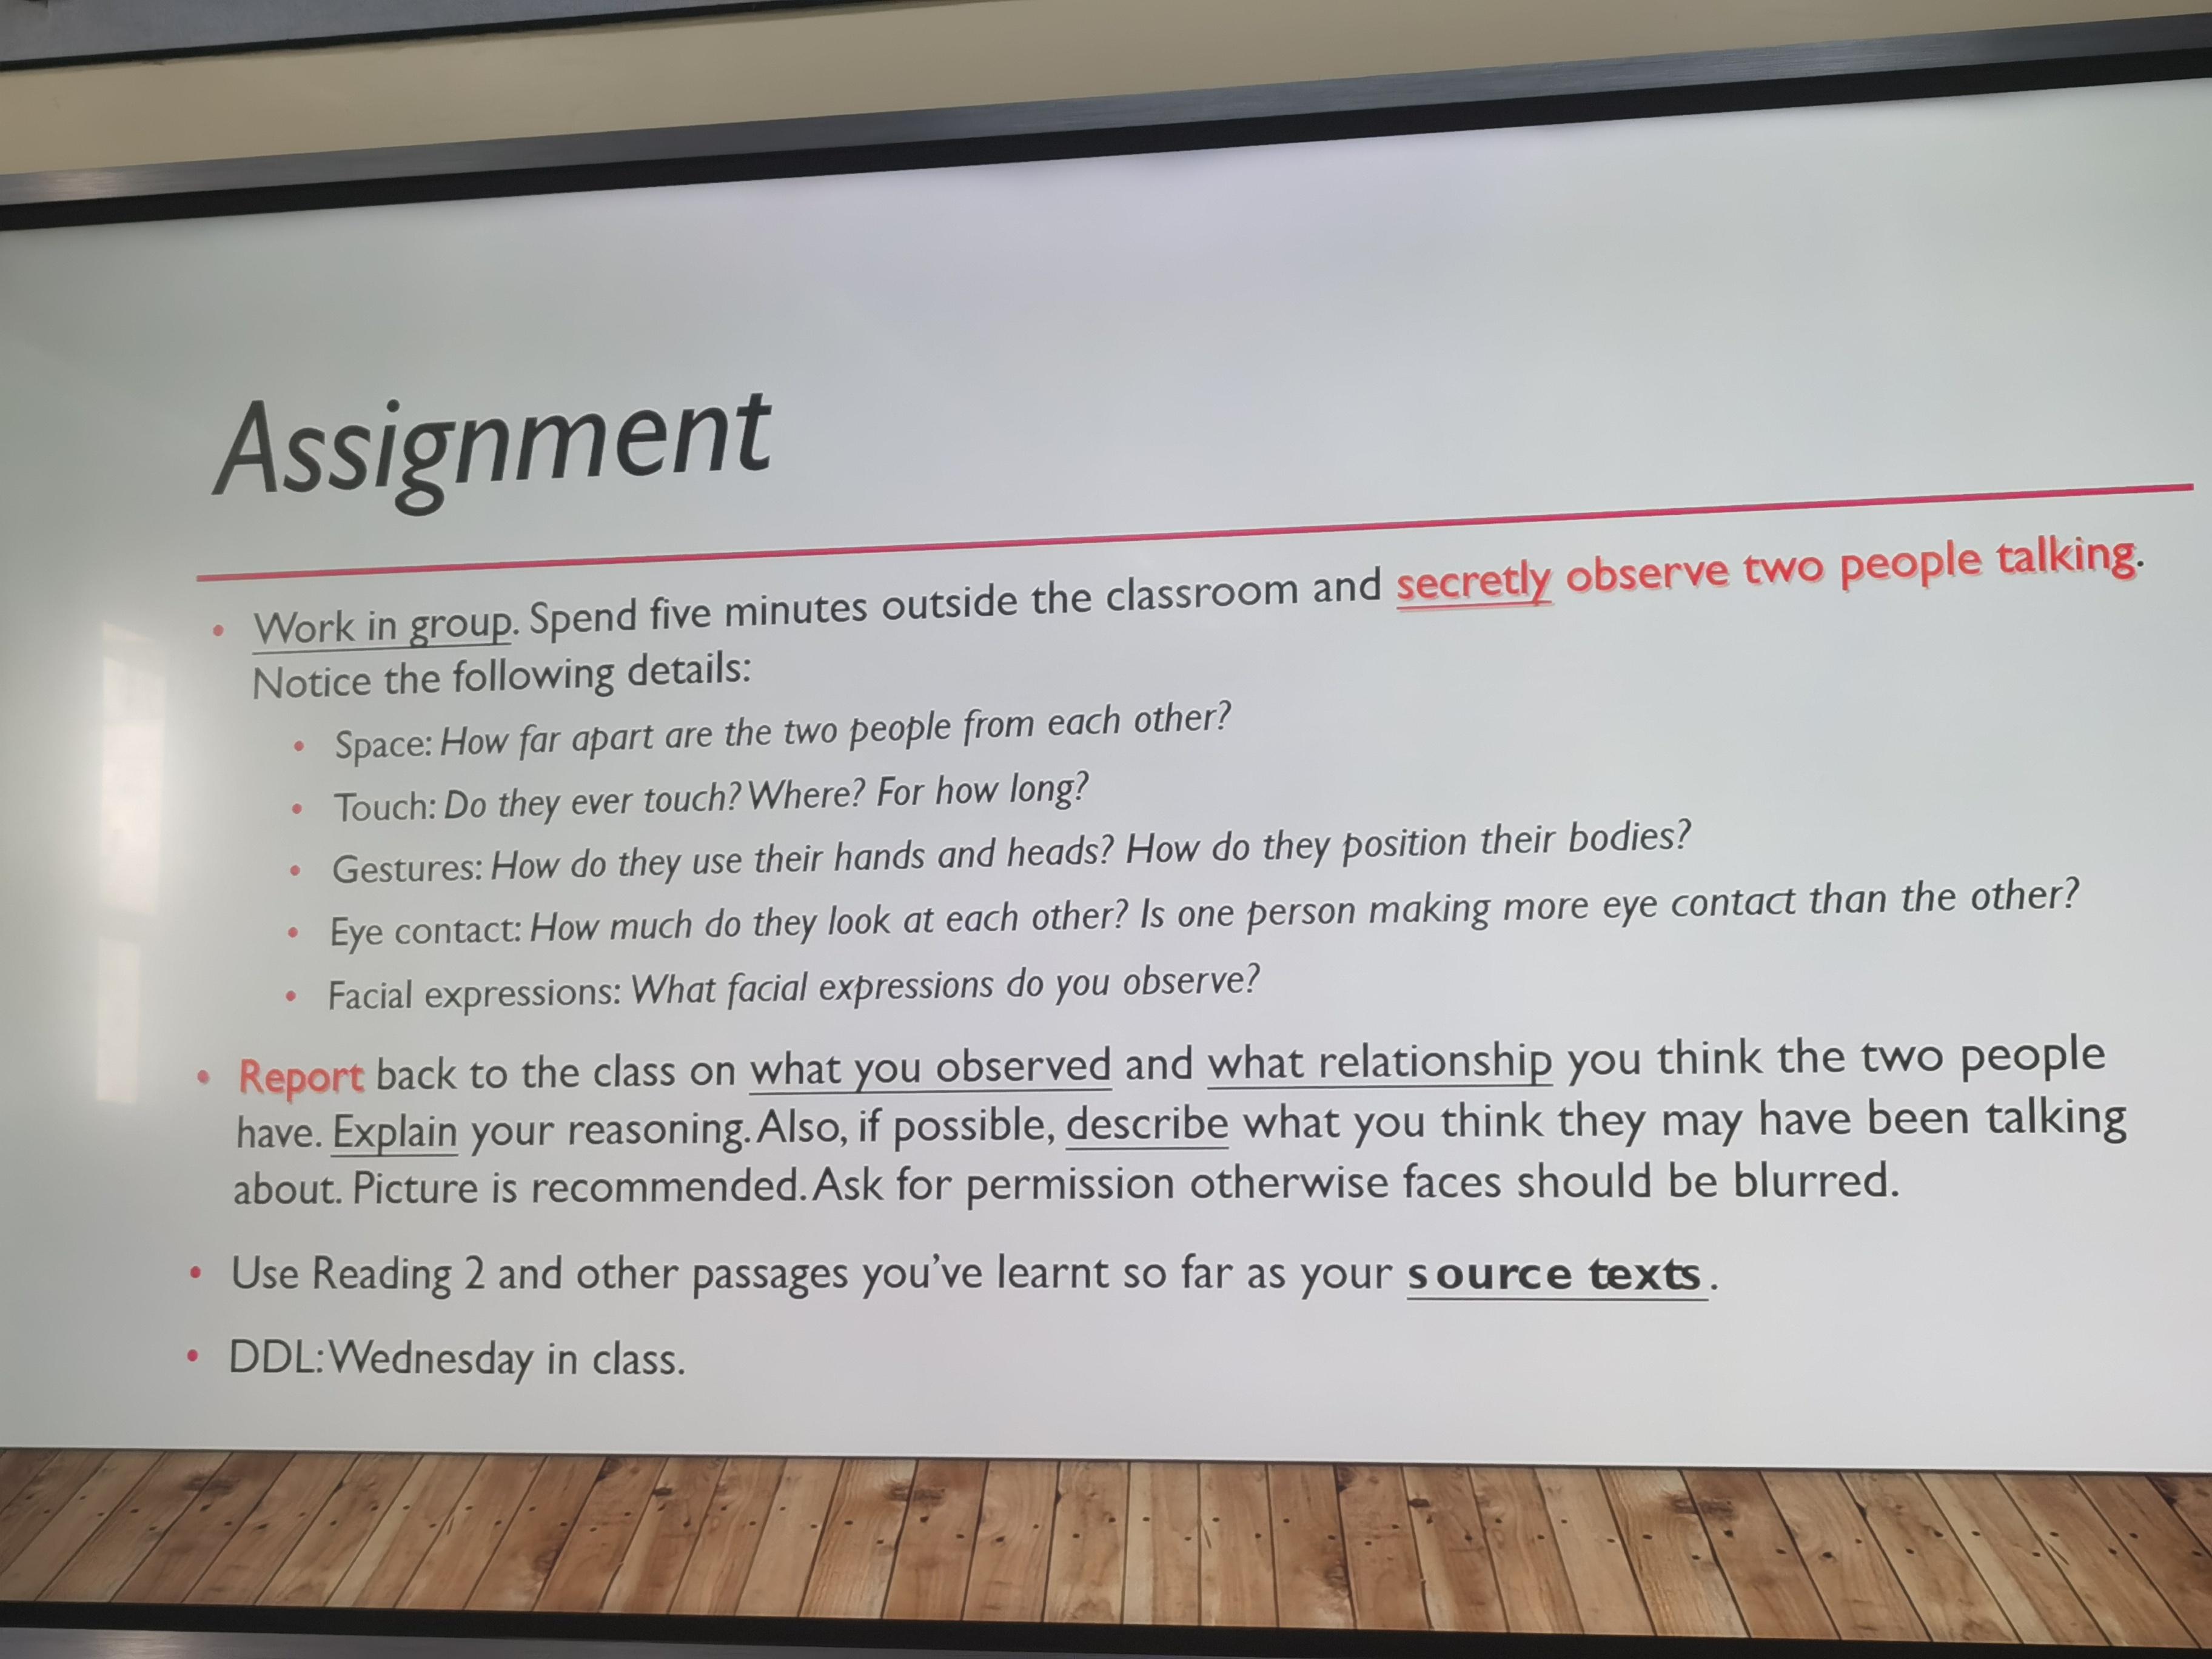 Assignment
• Work in group. Spend five minutes outside the classroom and secretly observe two people talking.
Notice the following details:
• Space: How far apart are the two people from each other?
• Touch: Do they ever touch? Where? For how long?
• Gestures: How do they use their hands and heads? How do they position their bodies?
• Eye contact: How much do they look at each other? Is one person making more eye contact than the other?
• Facial expressions: What facial expressions do you observe?
• Report back to the class on what you observed and what relationship you think the two people
have. Explain your reasoning. Also, if possible, describe what you think they may have been talking
about. Picture is recommended. Ask for permission otherwise faces should be blurred.
• Use Reading 2 and other passages you've learnt so far as your source texts.
• DDL: Wednesday in class.